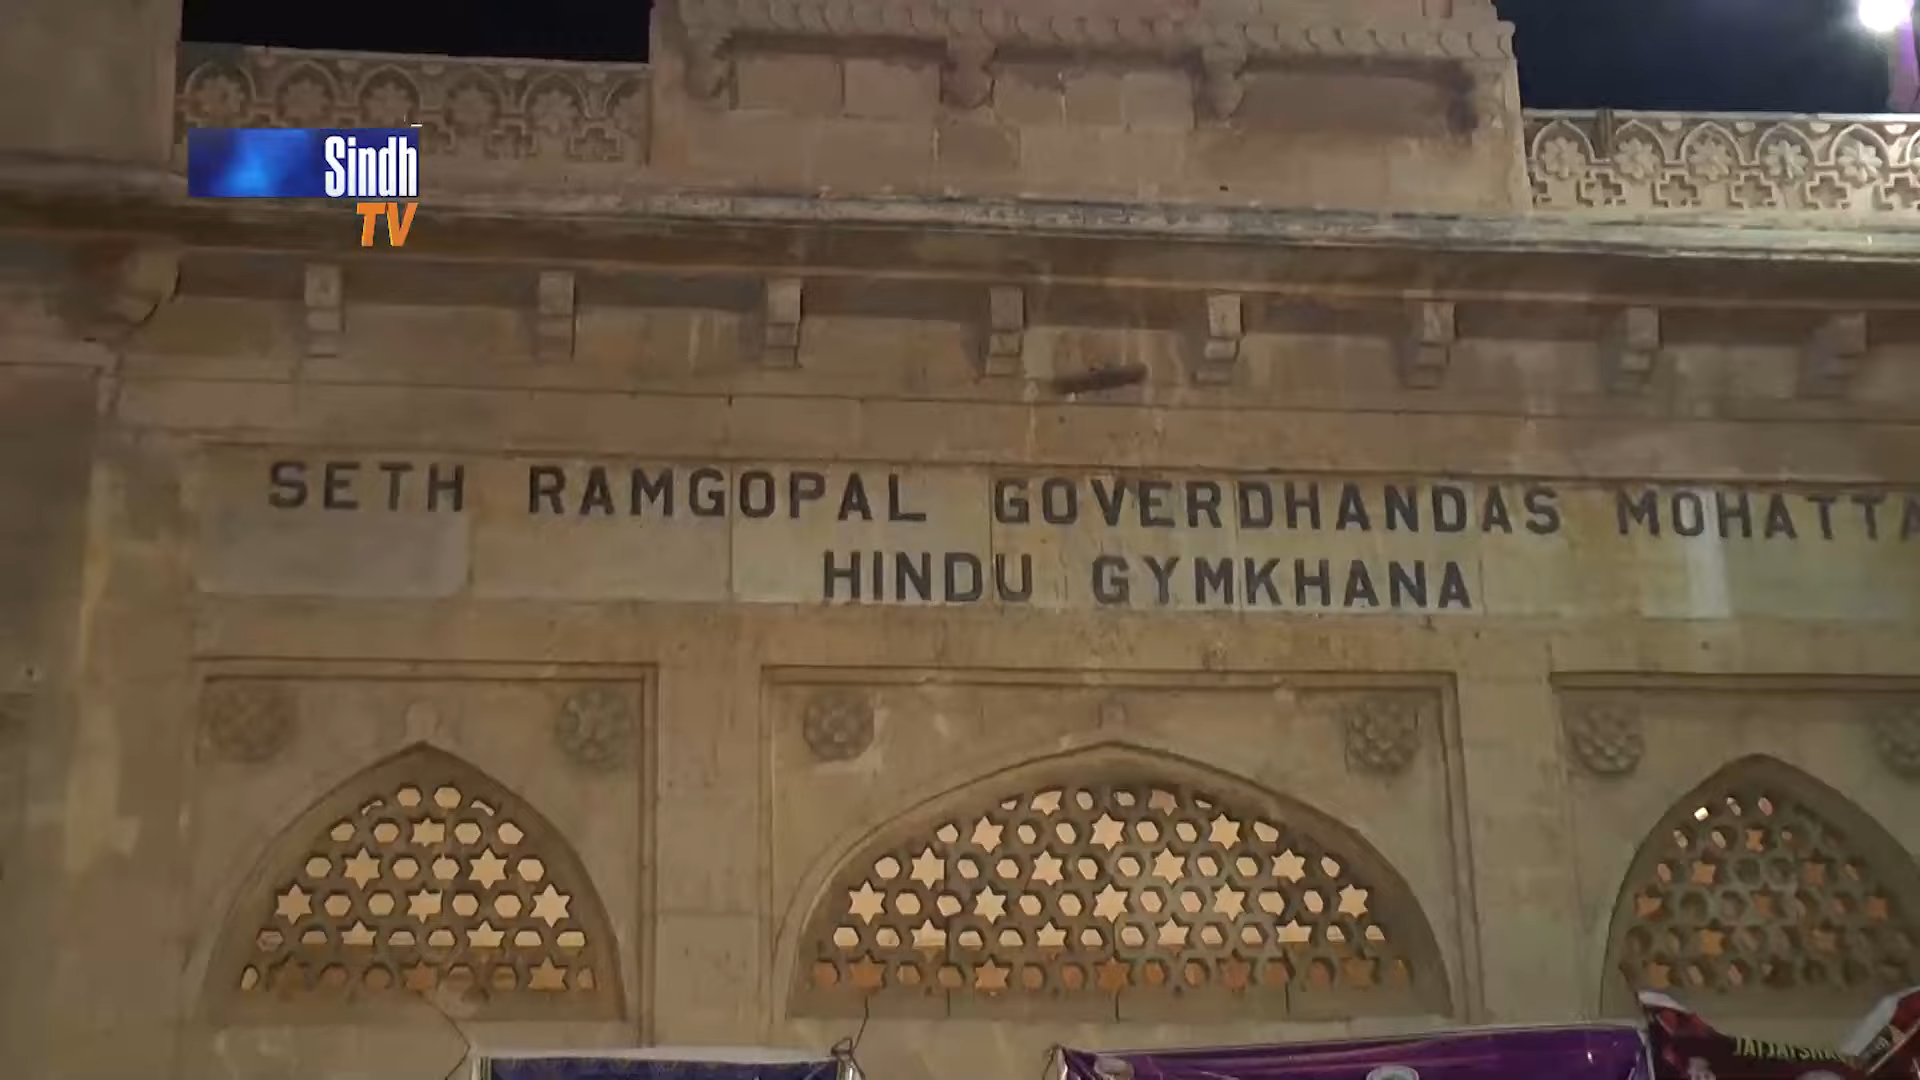 Sindh
TV
SETH RAMGOPAL GOVERDHANDAS MOHATTA
HINDU GYMKHANA